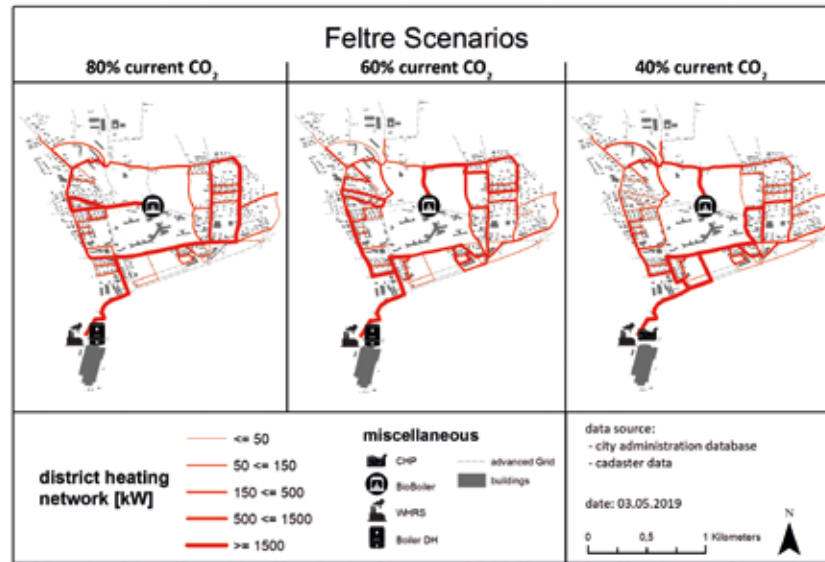 Feltre Scenarios
80% current CO₂
60% current CO₂
40% current CO₂
district heating
network [kW]
<= 50
50 <= 150
150 <= 500
500 <= 1500
>= 1500
miscellaneous
CHP
BioBoiler
WHRS
Boiler DH
advanced Grid
buildings
data source:
- city administration database
- cadaster data
date: 03.05.2019
N
0 0,5 1 Kilometers